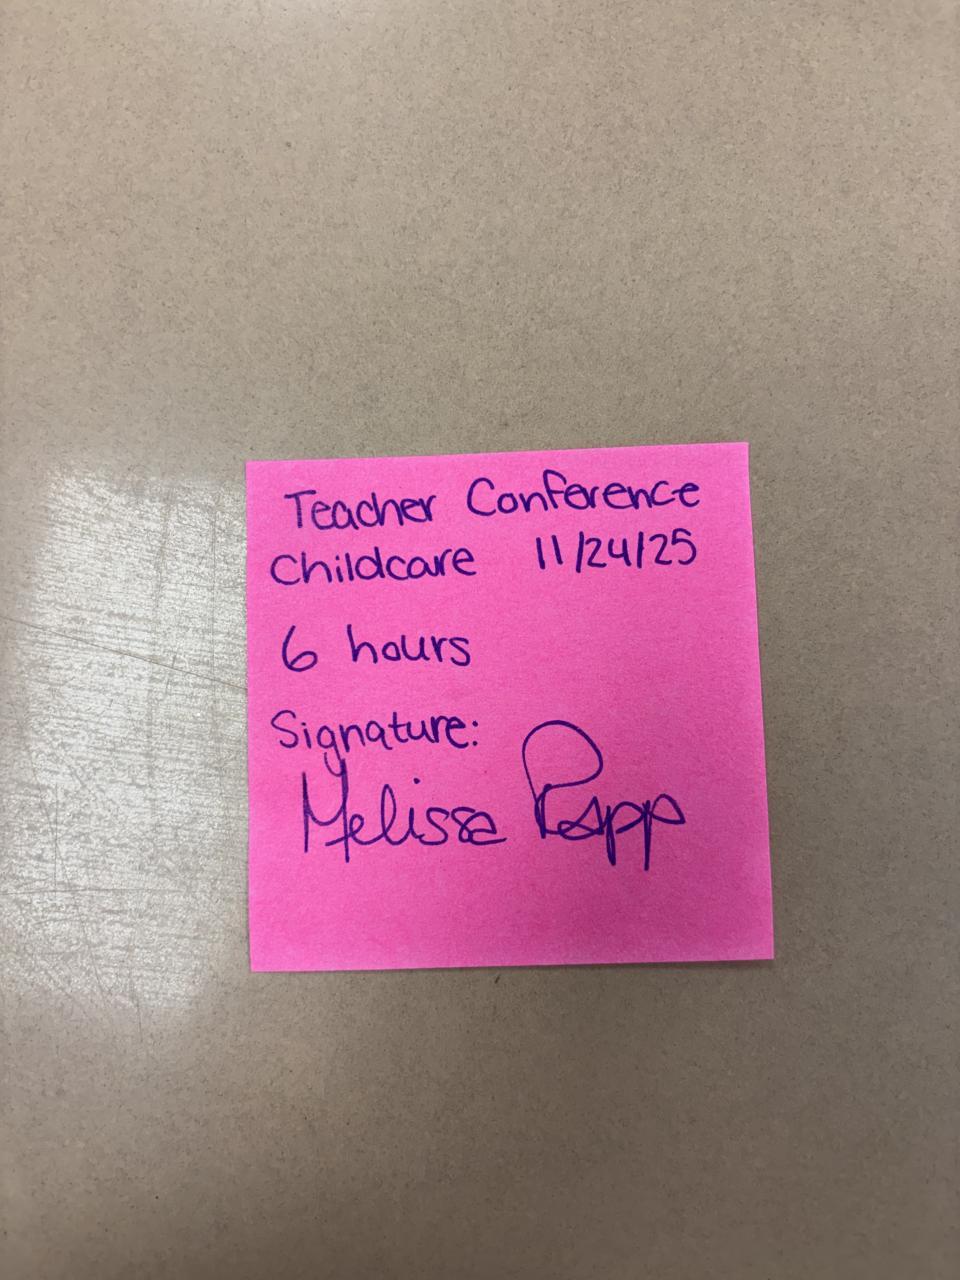 Teacher Conference
Childcare 11/24/25
6 hours
Signature:
Melissa Papp